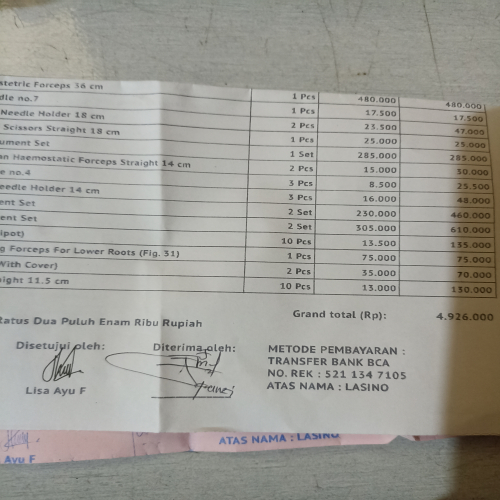 stetric Forceps 36 cm 1 Pcs 480.000 480.000
dle no.7 1 Pcs 17.500 17.500
Needle Holder 18 cm 2 Pcs 23.500 47.000
Scissors Straight 18 cm 1 Pcs 25.000 25.000
ument Set 1 Set 285.000 285.000
an Haemostatic Forceps Straight 14 cm 2 Pcs 15.000 30.000
e no.4 3 Pcs 8.500 25.500
eedle Holder 14 cm 3 Pcs 16.000 48.000
ent Set 2 Set 230.000 460.000
ent Set 2 Set 305.000 610.000
ipot) 10 Pcs 13.500 135.000
g Forceps For Lower Roots (Fig. 31) 1 Pcs 75.000 75.000
With Cover) 2 Pcs 35.000 70.000
aight 11.5 cm 10 Pcs 13.000 130.000
Grand total (Rp): 4.926.000
ratus Dua Puluh Enam Ribu Rupiah
Disetujui oleh: Diterima oleh:
Lisa Ayu F
METODE PEMBAYARAN :
TRANSFER BANK BCA
NO. REK : 521 134 7105
ATAS NAMA : LASINO
ATAS NAMA : LASINO
Ayu F